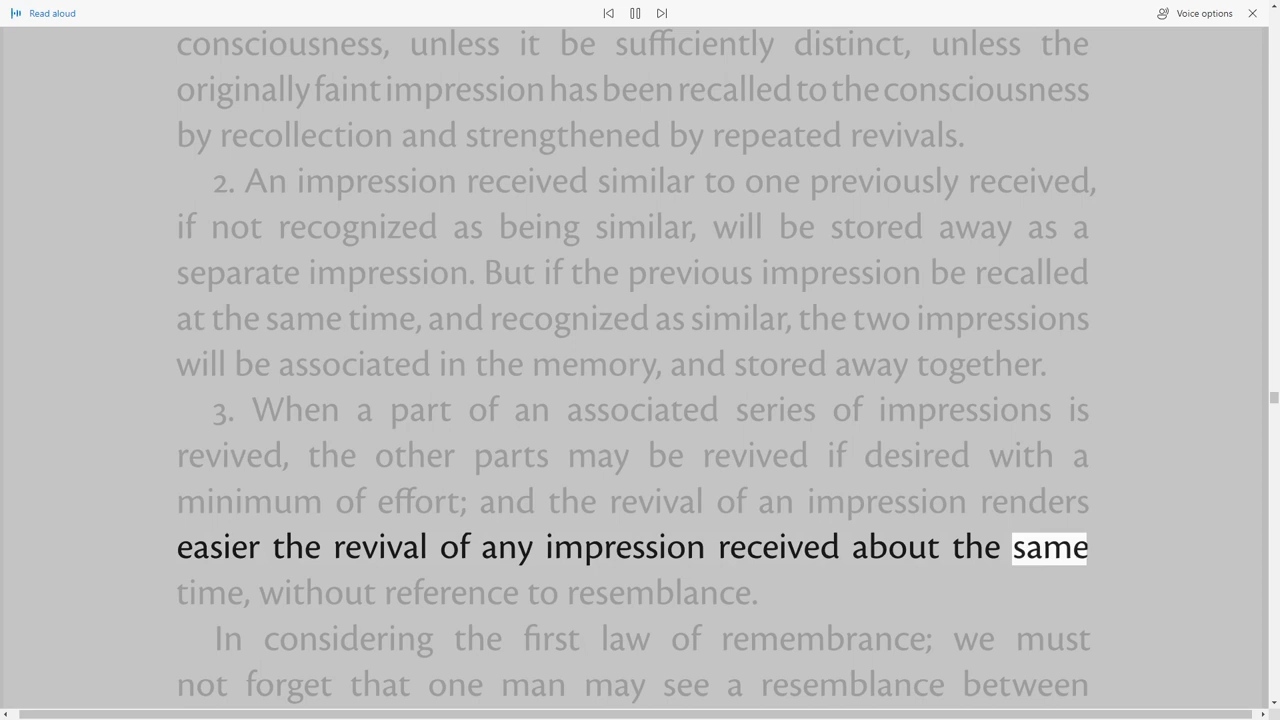 Read aloud
Voice options
consciousness, unless it be sufficiently distinct, unless the
originally faint impression has been recalled to the consciousness
by recollection and strengthened by repeated revivals.
2. An impression received similar to one previously received,
if not recognized as being similar, will be stored away as a
separate impression. But if the previous impression be recalled
at the same time, and recognized as similar, the two impressions
will be associated in the memory, and stored away together.
3. When a part of an associated series of impressions is
revived, the other parts may be revived if desired with a
minimum of effort; and the revival of an impression renders
easier the revival of any impression received about the same
time, without reference to resemblance.
In considering the first law of remembrance; we must
not forget that one man may see a resemblance between